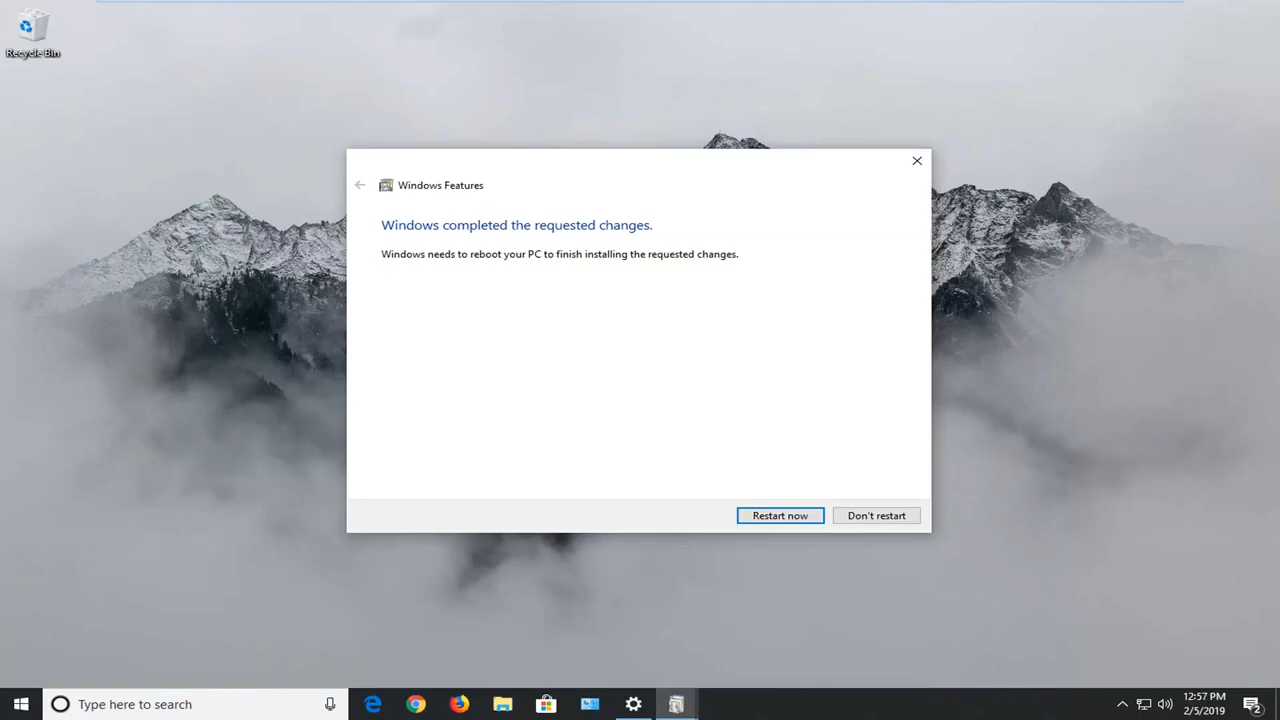 Recycle Bin
Windows Features
Windows completed the requested changes.
Windows needs to reboot your PC to finish installing the requested changes.
Restart now
Don't restart
Type here to search
12:57 PM
2/5/2019
2